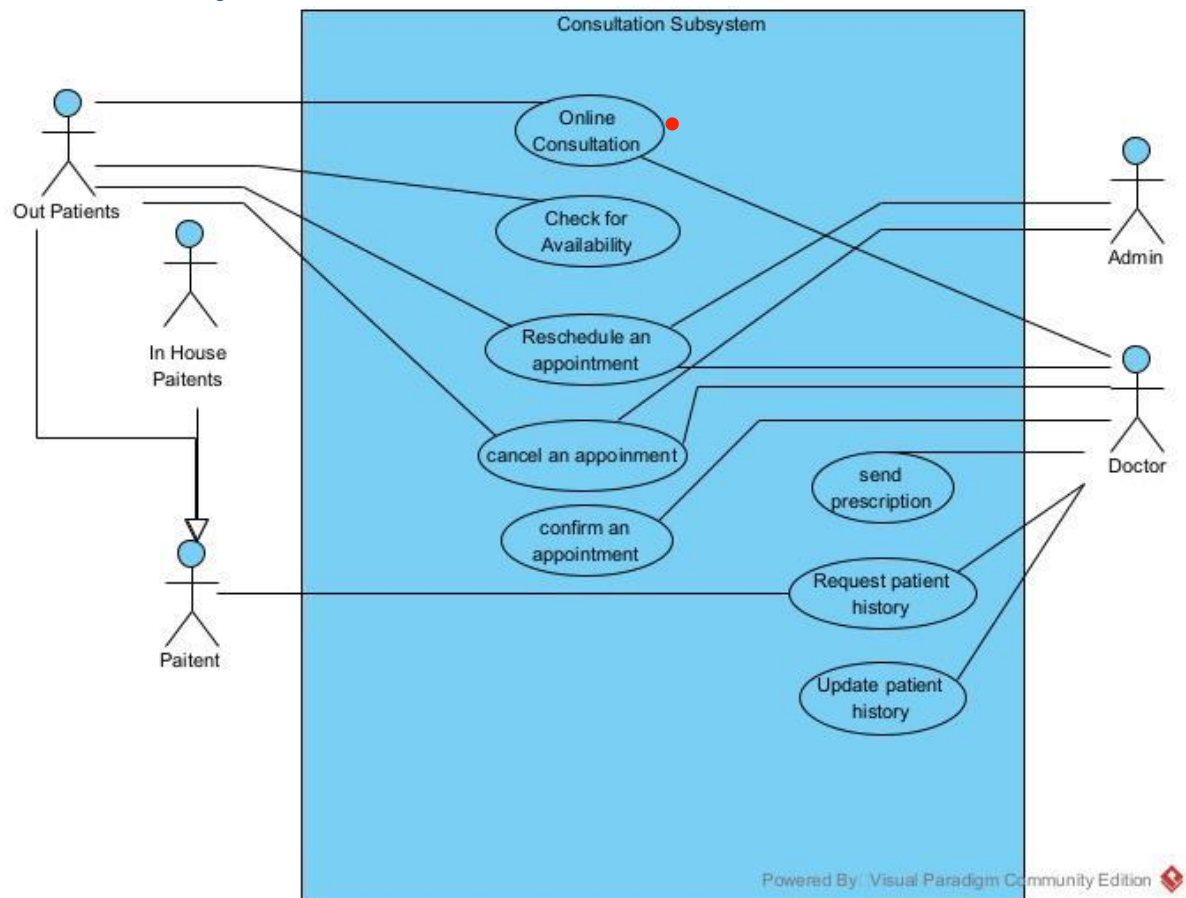 Consultation Subsystem
Online
Consultation
Out Patients
Check for
Availability
Admin
In House
Paitents
Reschedule an
appointment
cancel an appoinment
Doctor
send
prescription
confirm an
appointment
Request patient
history
Paitent
Update patient
history
Powered By: Visual Paradigm Community Edition